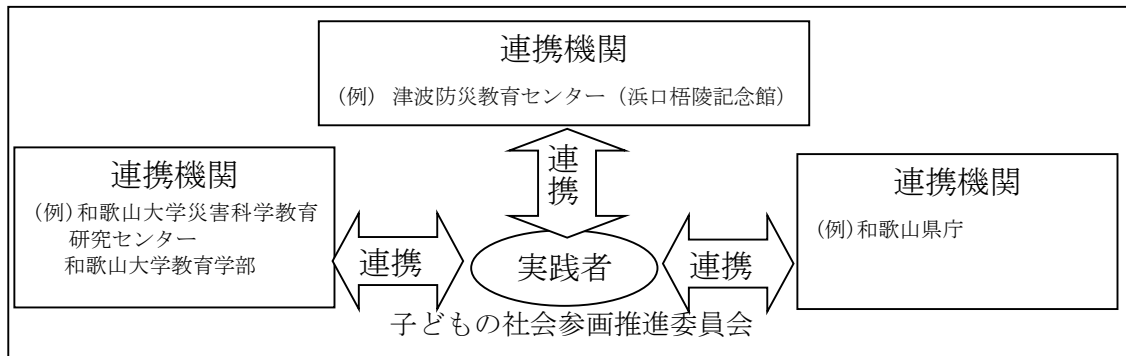 連携機関
(例) 津波防災教育センター（浜口梧陵記念館）
連携
連携機関
(例)和歌山大学災害科学教育
研究センター
和歌山大学教育学部
連携
実践者
連携
連携機関
(例)和歌山県庁
子どもの社会参画推進委員会